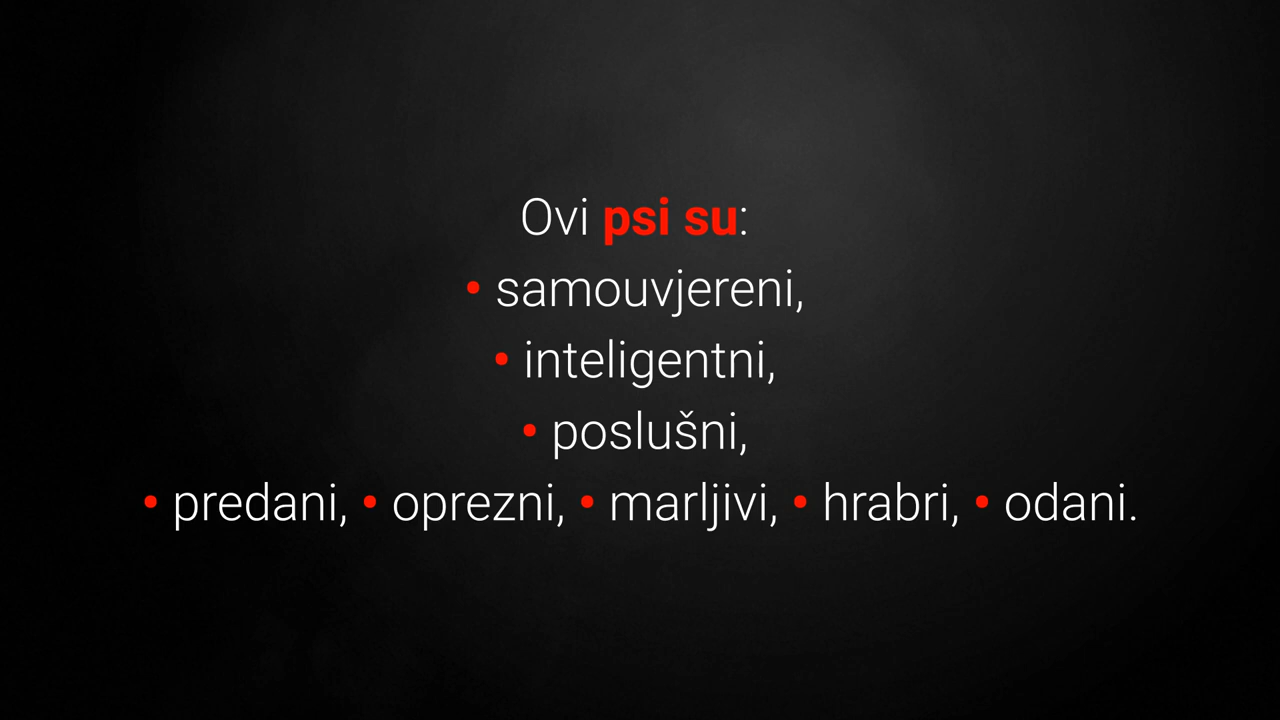 Ovi psi su:
• samouvjereni,
• inteligentni,
• poslušni,
• predani, • oprezni, • marljivi, • hrabri, • odani.